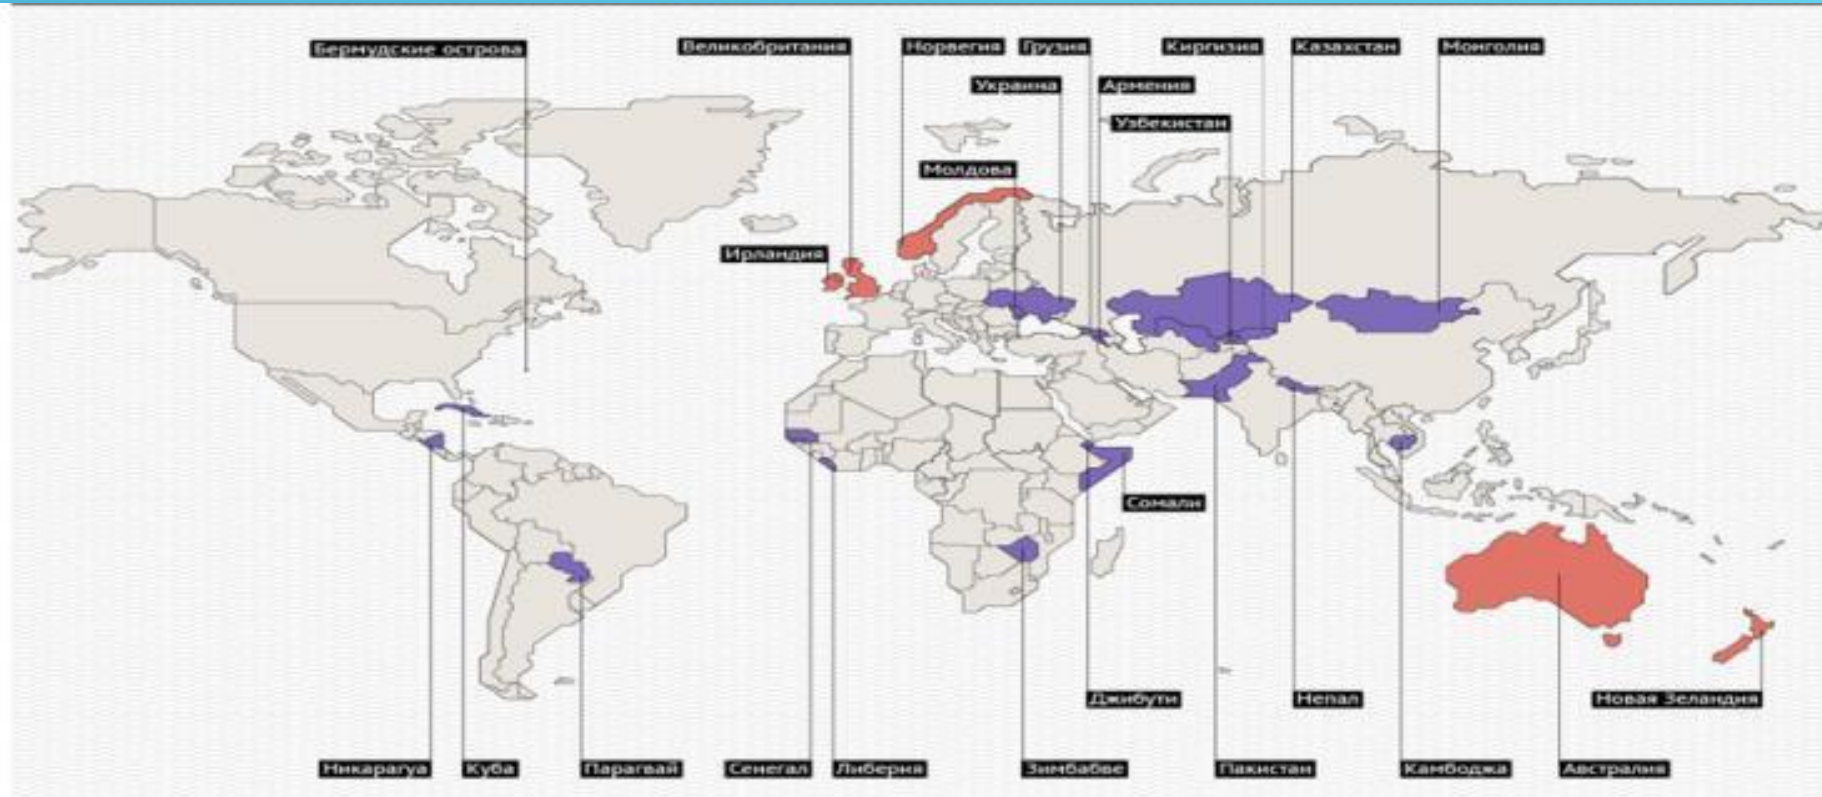 Бермудские острова
Великобритания
Норвегия
Грузия
Киргизия
Казахстан
Монголия
Украина
Армения
Узбекистан
Молдова
Ирландия
Сомали
Джибути
Непал
Новая Зеландия
Никарагуа
Куба
Парагвай
Сенегал
Либерия
Зимбабве
Пакистан
Камбоджа
Австралия